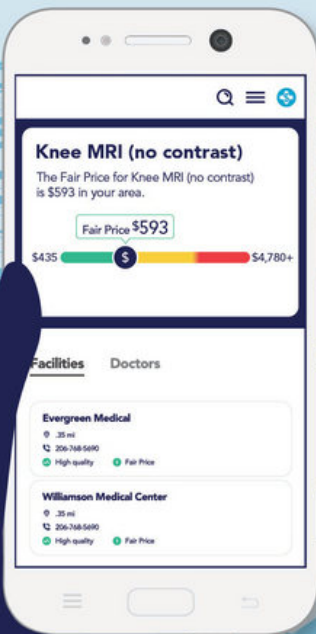 Knee MRI (no contrast)
The Fair Price for Knee MRI (no contrast)
is $593 in your area.
Fair Price $593
$435 $ $4,780+
Facilities Doctors
Evergreen Medical
.35 mi
206-768-5690
High quality Fair Price
Williamson Medical Center
.35 mi
206-768-5690
High quality Fair Price